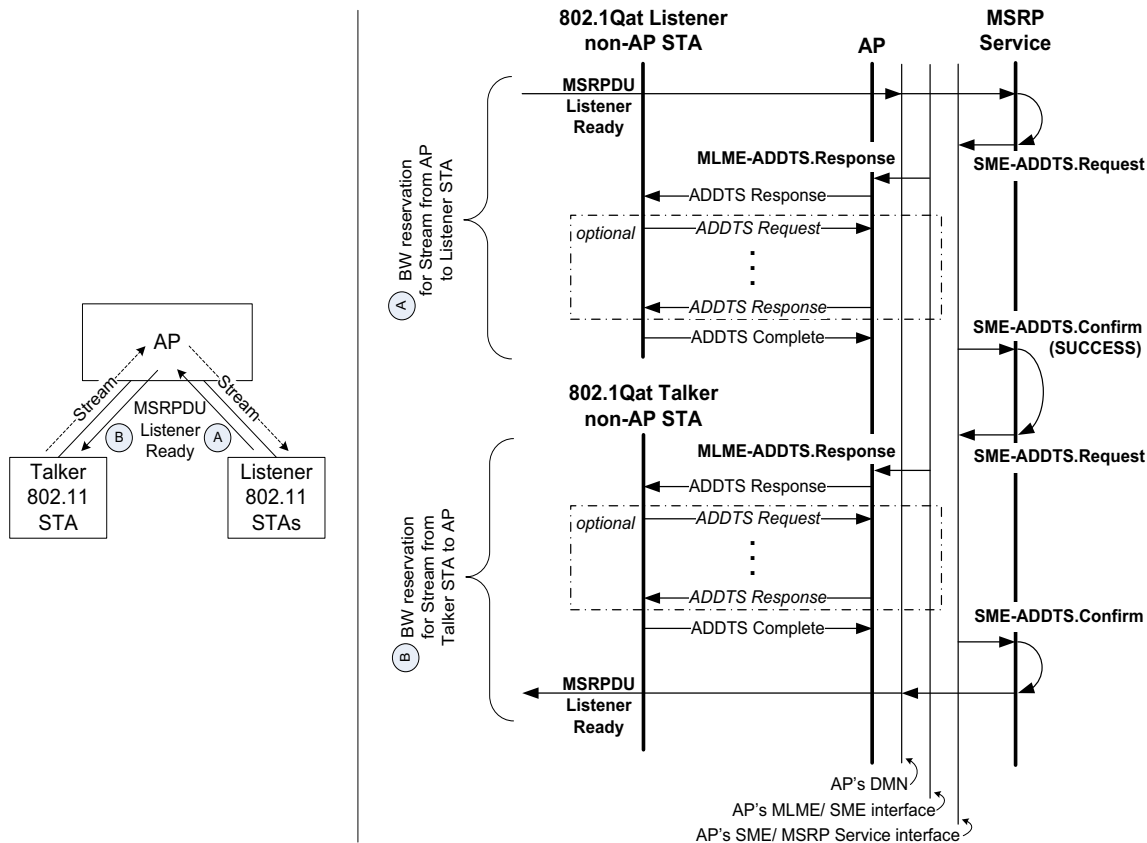 AP
Stream
Stream
MSRPDU
Listener
Ready
B
A
Talker
802.11
STA
Listener
802.11
STAs
802.1Qat Listener
non-AP STA
AP
MSRP
Service
MSRPDU
Listener
Ready
SME-ADDTS.Request
MLME-ADDTS.Response
ADDTS Response
optional
ADDTS Request
ADDTS Response
ADDTS Complete
A
BW reservation
for Stream from AP
to Listener STA
SME-ADDTS.Confirm
(SUCCESS)
802.1Qat Talker
non-AP STA
SME-ADDTS.Request
MLME-ADDTS.Response
ADDTS Response
optional
ADDTS Request
ADDTS Response
ADDTS Complete
B
BW reservation
for Stream from
Talker STA to AP
SME-ADDTS.Confirm
MSRPDU
Listener
Ready
AP's DMN
AP's MLME/ SME interface
AP's SME/ MSRP Service interface